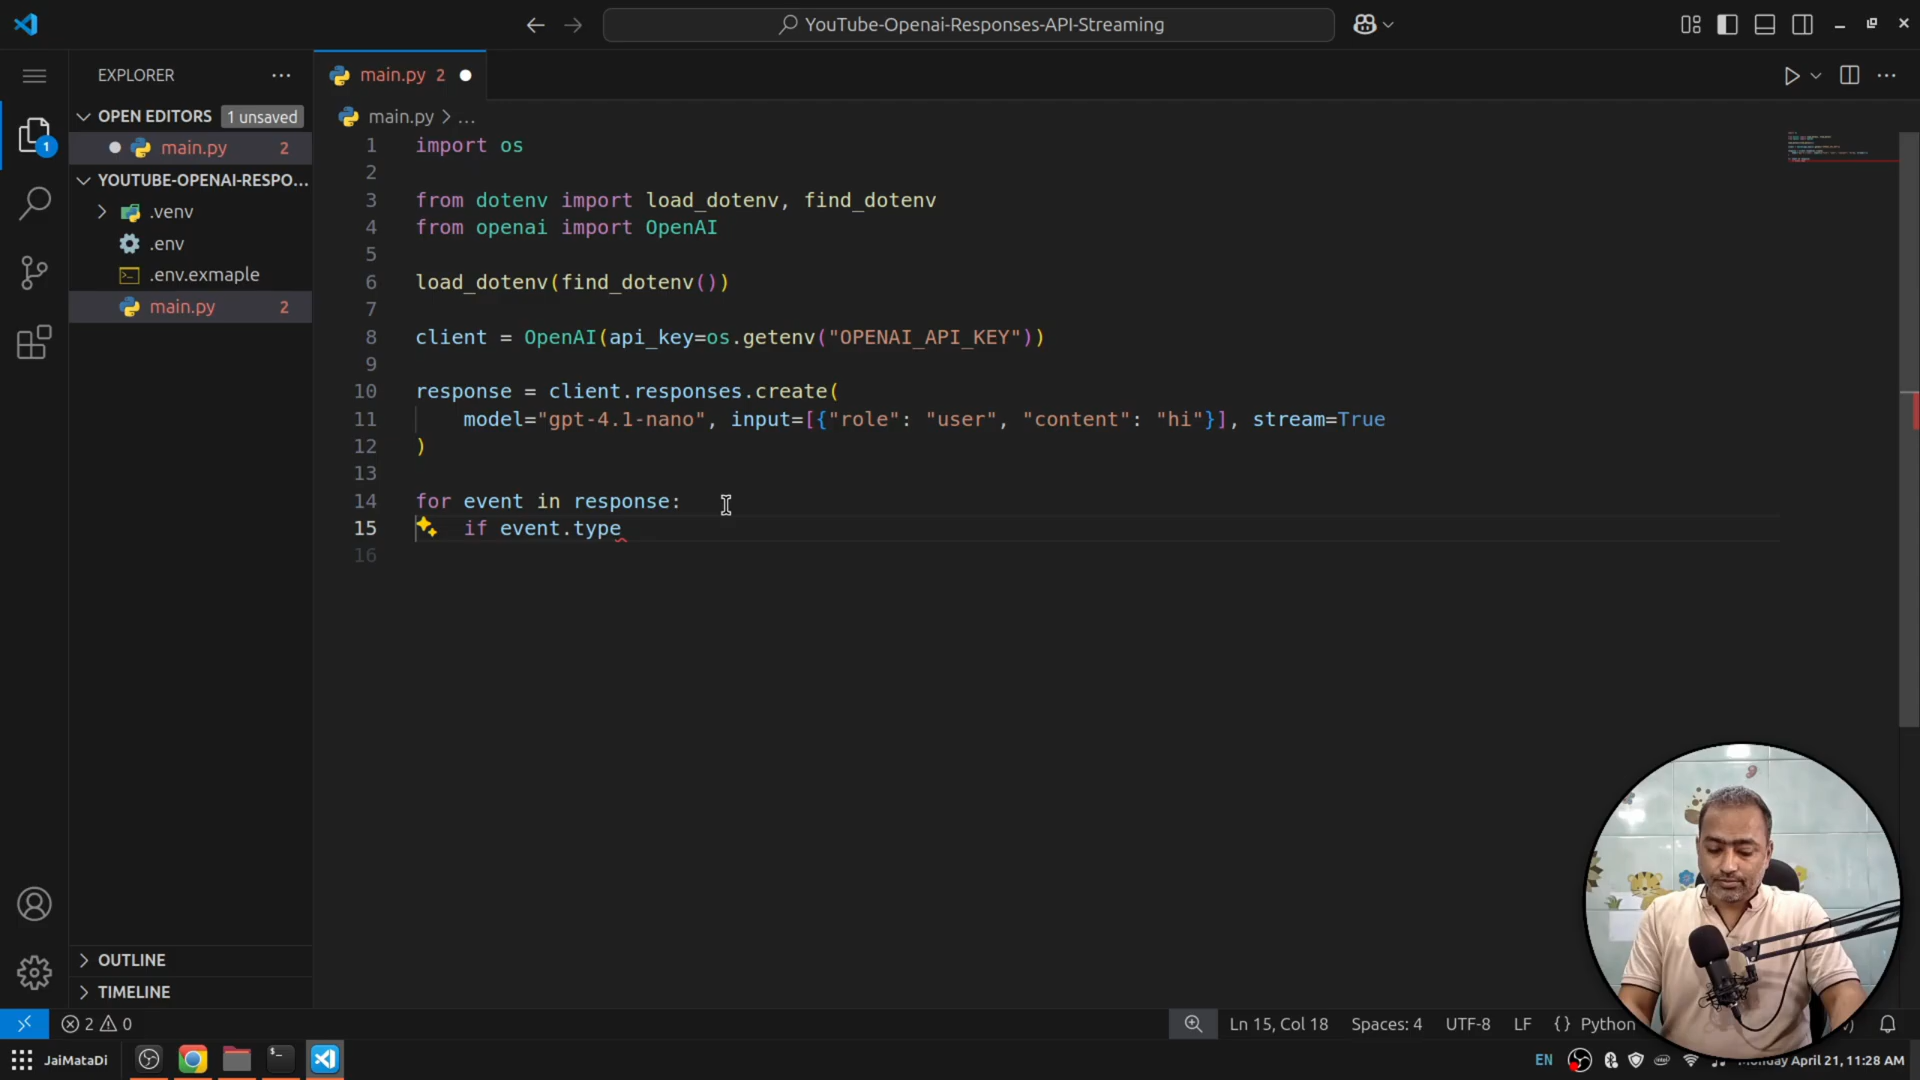 YouTube-Openai-Responses-API-Streaming
EXPLORER
OPEN EDITORS 1 unsaved
main.py 2
YOUTUBE-OPENAI-RESPO...
.venv
.env
.env.exmaple
main.py 2
OUTLINE
TIMELINE
main.py 2
main.py > ...
1 import os
2
3 from dotenv import load_dotenv, find_dotenv
4 from openai import OpenAI
5
6 load_dotenv(find_dotenv())
7
8 client = OpenAI(api_key=os.getenv("OPENAI_API_KEY"))
9
10 response = client.responses.create(
11 model="gpt-4.1-nano", input=[{"role": "user", "content": "hi"}], stream=True
12 )
13
14 for event in response:
15 if event.type
16
1
2 0
Ln 15, Col 18 Spaces: 4 UTF-8 LF {} Python
JaiMataDi
EN
Monday April 21, 11:28 AM